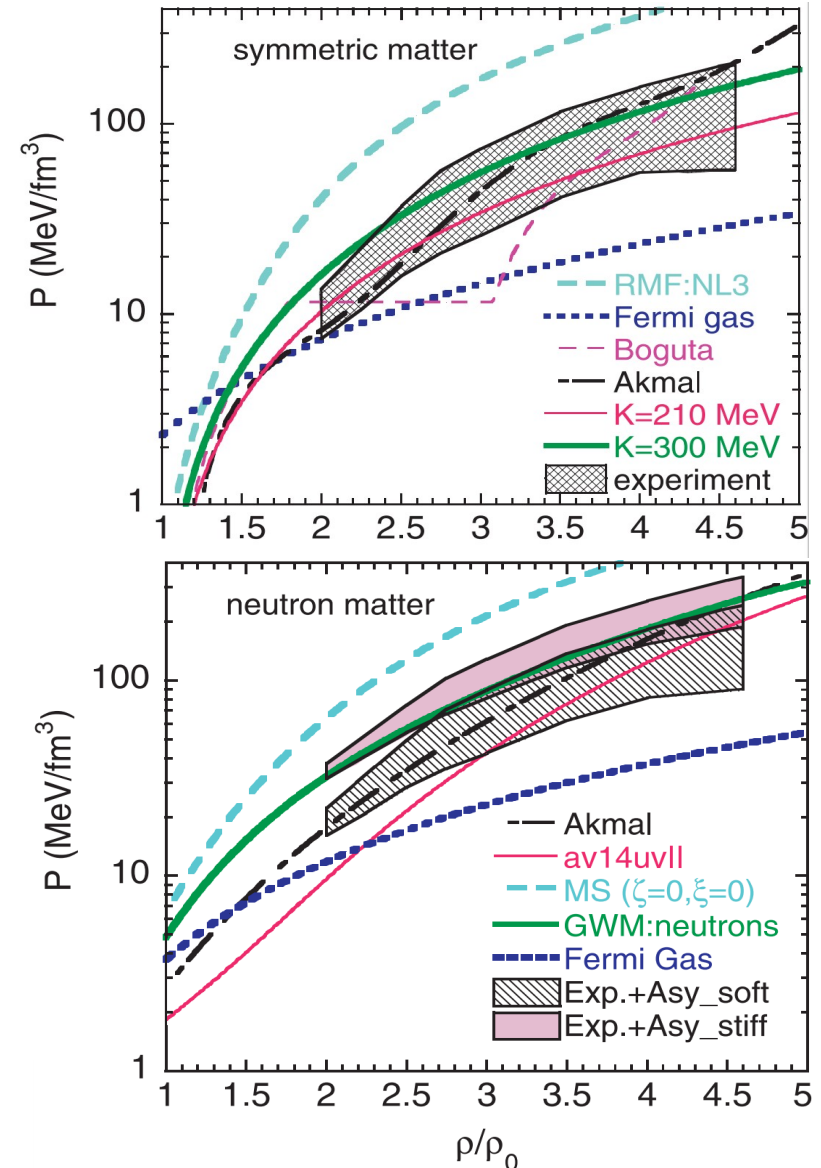 symmetric matter
P (MeV/fm³)
100
10
1
RMF:NL3
Fermi gas
Boguta
Akmal
K=210 MeV
K=300 MeV
experiment
1 1.5 2 2.5 3 3.5 4 4.5 5
neutron matter
P (MeV/fm³)
100
10
1
Akmal
av14uvII
MS (ζ=0,ξ=0)
GWM:neutrons
Fermi Gas
Exp.+Asy_soft
Exp.+Asy_stiff
1 1.5 2 2.5 3 3.5 4 4.5 5
ρ/ρ₀